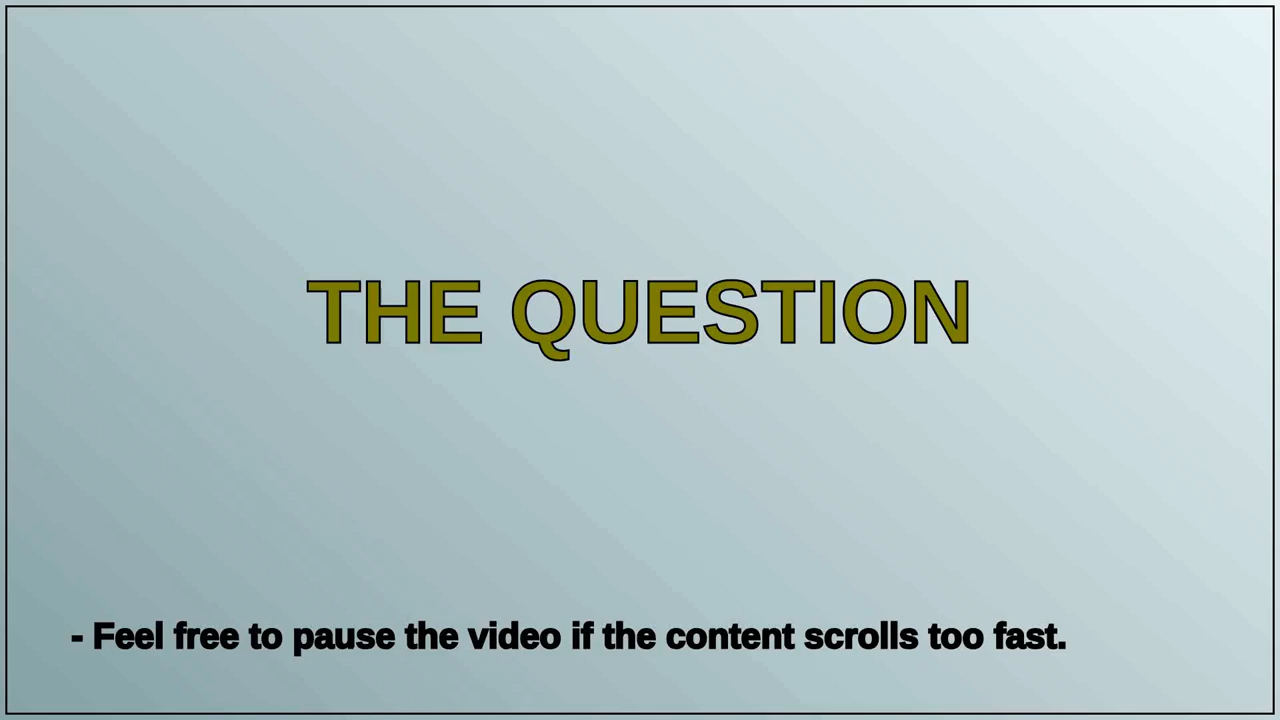 THE QUESTION
- Feel free to pause the video if the content scrolls too fast.